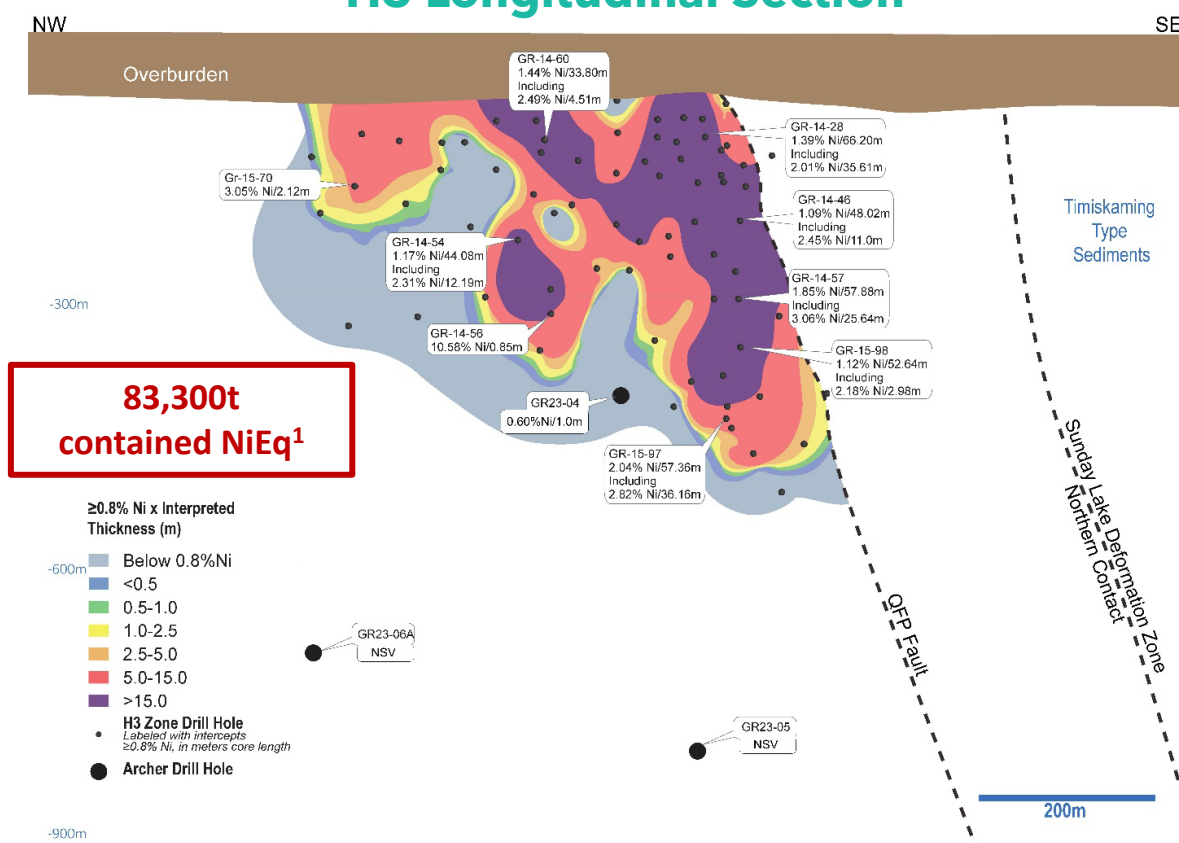 H3 Longitudinal Section
NW
SE
Overburden
GR-14-60
1.44% Ni/33.80m
Including
2.49% Ni/4.51m
GR-14-28
1.39% Ni/66.20m
Including
2.01% Ni/35.61m
Gr-15-70
3.05% Ni/2.12m
GR-14-46
1.09% Ni/48.02m
Including
2.45% Ni/11.0m
Timiskaming
Type
Sediments
GR-14-54
1.17% Ni/44.08m
Including
2.31% Ni/12.19m
-300m
GR-14-57
1.85% Ni/57.88m
Including
3.06% Ni/25.64m
GR-14-56
10.58% Ni/0.85m
GR-15-98
1.12% Ni/52.64m
Including
2.18% Ni/2.98m
83,300t
contained NiEq¹
GR23-04
0.60%Ni/1.0m
GR-15-97
2.04% Ni/57.36m
Including
2.82% Ni/36.16m
Sunday Lake Deformation Zone
Northern Contact
≥0.8% Ni x Interpreted
Thickness (m)
Below 0.8%Ni
<0.5
0.5-1.0
1.0-2.5
2.5-5.0
5.0-15.0
>15.0
H3 Zone Drill Hole
Labeled with intercepts
≥0.8% Ni, in meters core length
Archer Drill Hole
-600m
QFP Fault
GR23-06A
NSV
GR23-05
NSV
200m
-900m